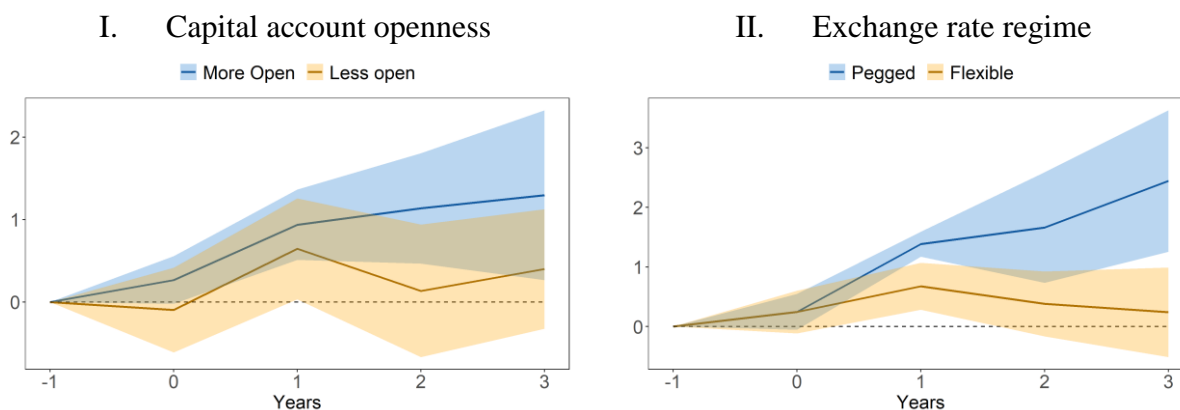 I. Capital account openness
More Open Less open
2
1
0
-1 0 1 2 3
Years
II. Exchange rate regime
Pegged Flexible
3
2
1
0
-1 0 1 2 3
Years